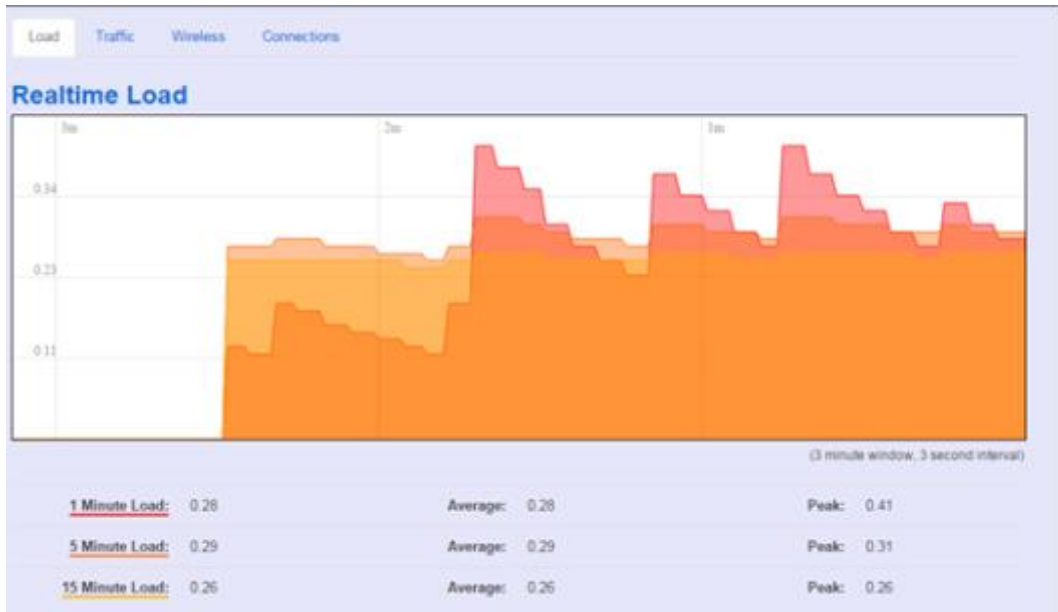 Load Traffic Wireless Connections
Realtime Load
3m 2m 1m
0.34
0.23
0.11
(3 minute window, 3 second interval)
1 Minute Load: 0.28 Average: 0.28 Peak: 0.41
5 Minute Load: 0.29 Average: 0.29 Peak: 0.31
15 Minute Load: 0.26 Average: 0.26 Peak: 0.26